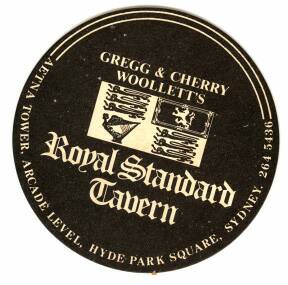 GREGG & CHERRY
WOOLLETT'S
Royal Standard
Tavern
AETNA TOWER, ARCADE LEVEL, HYDE PARK SQUARE, SYDNEY. 264 5436